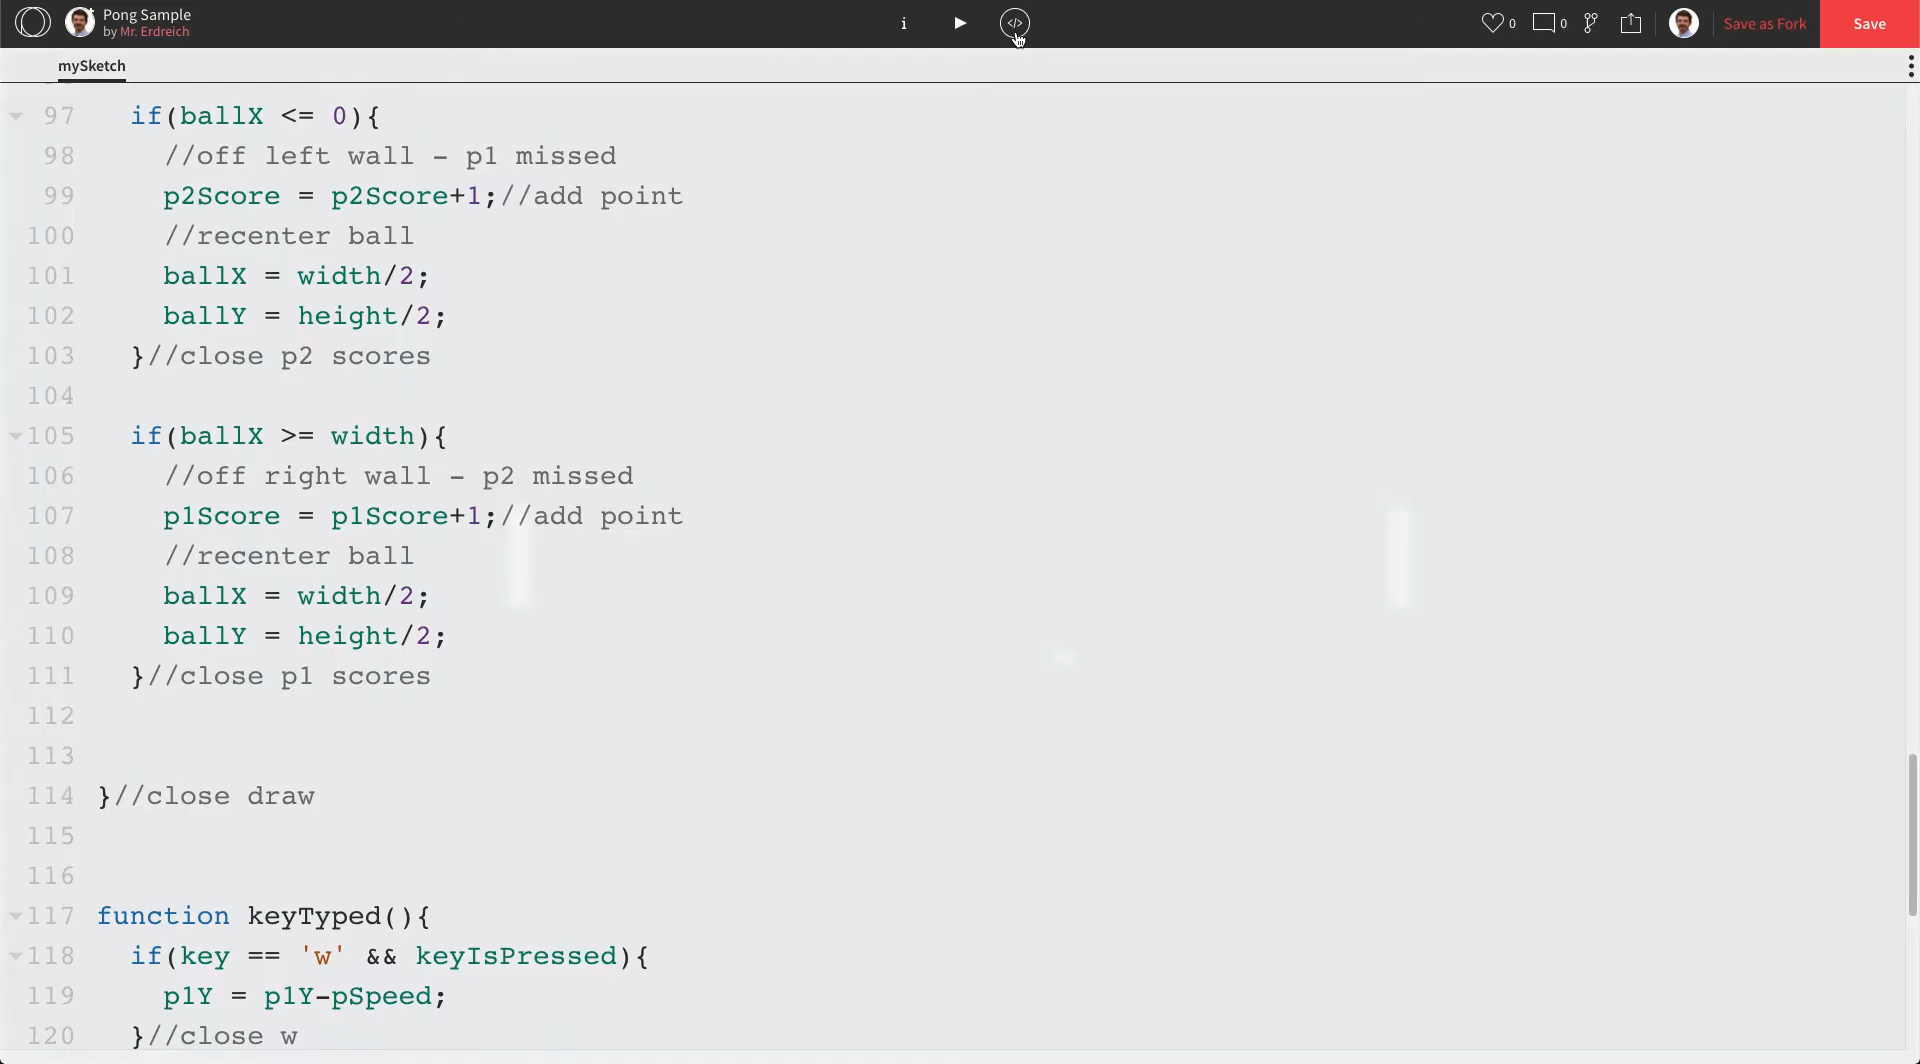 Pong Sample
by Mr. Erdreich
i
</>
0
0
Save as Fork
Save
mySketch
97 if(ballX <= 0){
98 //off left wall - p1 missed
99 p2Score = p2Score+1;//add point
100 //recenter ball
101 ballX = width/2;
102 ballY = height/2;
103 }//close p2 scores
104
105 if(ballX >= width){
106 //off right wall - p2 missed
107 p1Score = p1Score+1;//add point
108 //recenter ball
109 ballX = width/2;
110 ballY = height/2;
111 }//close p1 scores
112
113
114 }//close draw
115
116
117 function keyTyped(){
118 if(key == 'w' && keyIsPressed){
119 p1Y = p1Y-pSpeed;
120 }//close w